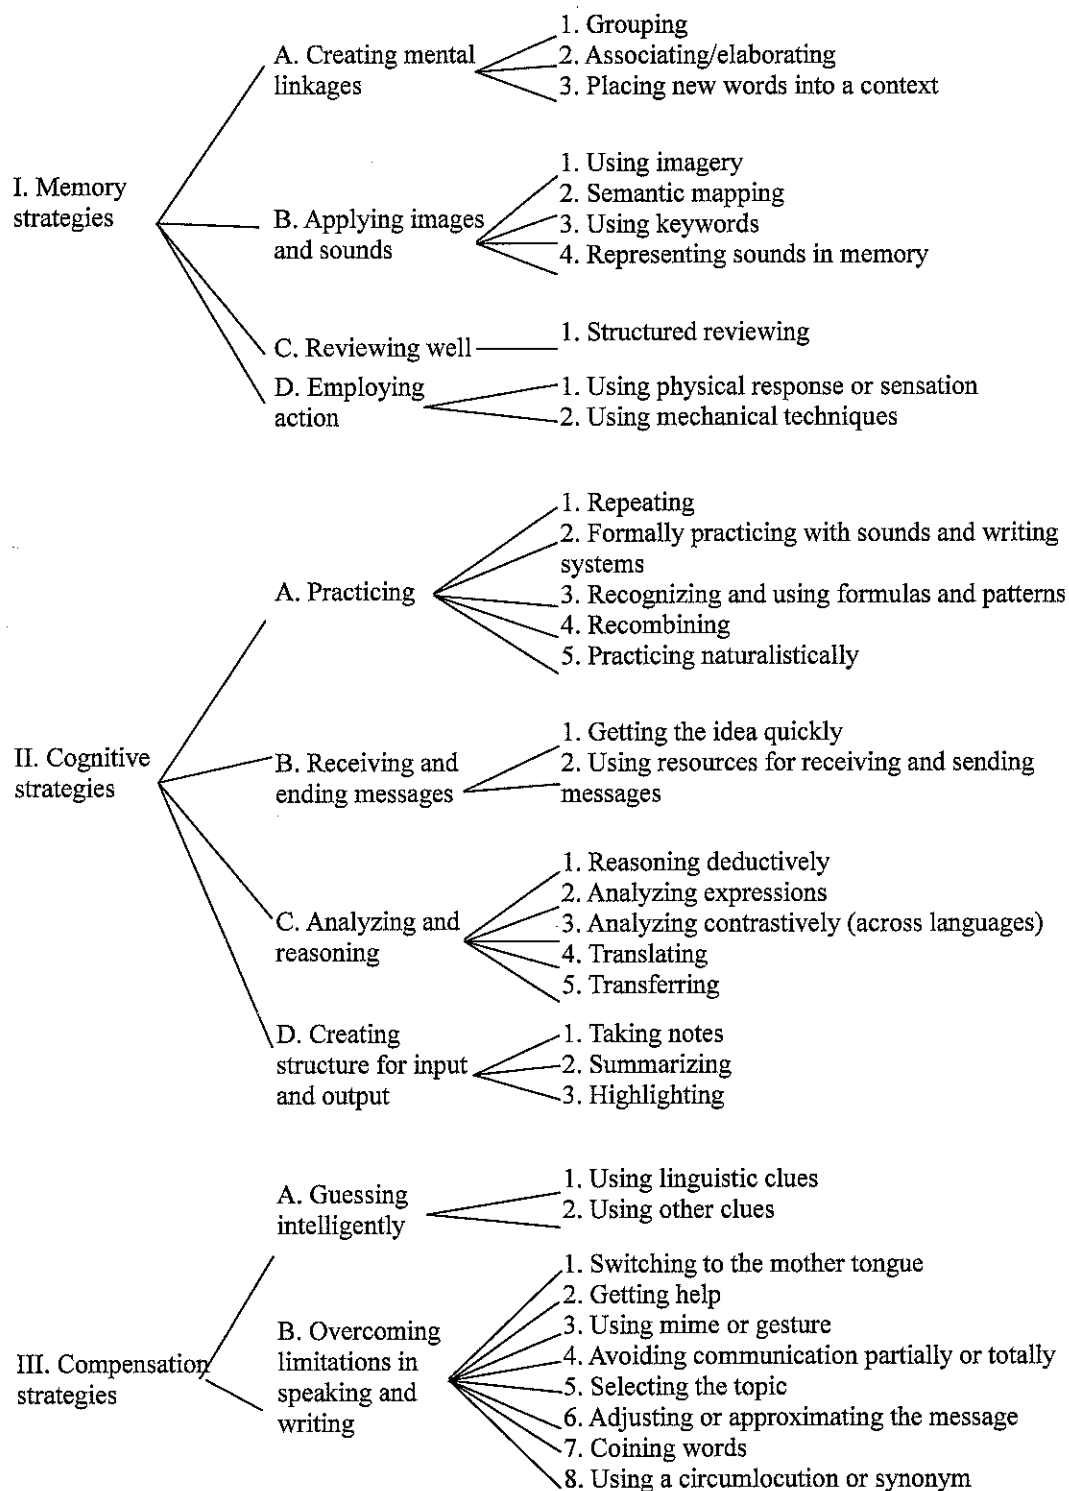 I. Memory
strategies
A. Creating mental
linkages
1. Grouping
2. Associating/elaborating
3. Placing new words into a context
B. Applying images
and sounds
1. Using imagery
2. Semantic mapping
3. Using keywords
4. Representing sounds in memory
C. Reviewing well
1. Structured reviewing
D. Employing
action
1. Using physical response or sensation
2. Using mechanical techniques
II. Cognitive
strategies
A. Practicing
1. Repeating
2. Formally practicing with sounds and writing
systems
3. Recognizing and using formulas and patterns
4. Recombining
5. Practicing naturalistically
B. Receiving and
ending messages
1. Getting the idea quickly
2. Using resources for receiving and sending
messages
C. Analyzing and
reasoning
1. Reasoning deductively
2. Analyzing expressions
3. Analyzing contrastively (across languages)
4. Translating
5. Transferring
D. Creating
structure for input
and output
1. Taking notes
2. Summarizing
3. Highlighting
III. Compensation
strategies
A. Guessing
intelligently
1. Using linguistic clues
2. Using other clues
B. Overcoming
limitations in
speaking and
writing
1. Switching to the mother tongue
2. Getting help
3. Using mime or gesture
4. Avoiding communication partially or totally
5. Selecting the topic
6. Adjusting or approximating the message
7. Coining words
8. Using a circumlocution or synonym